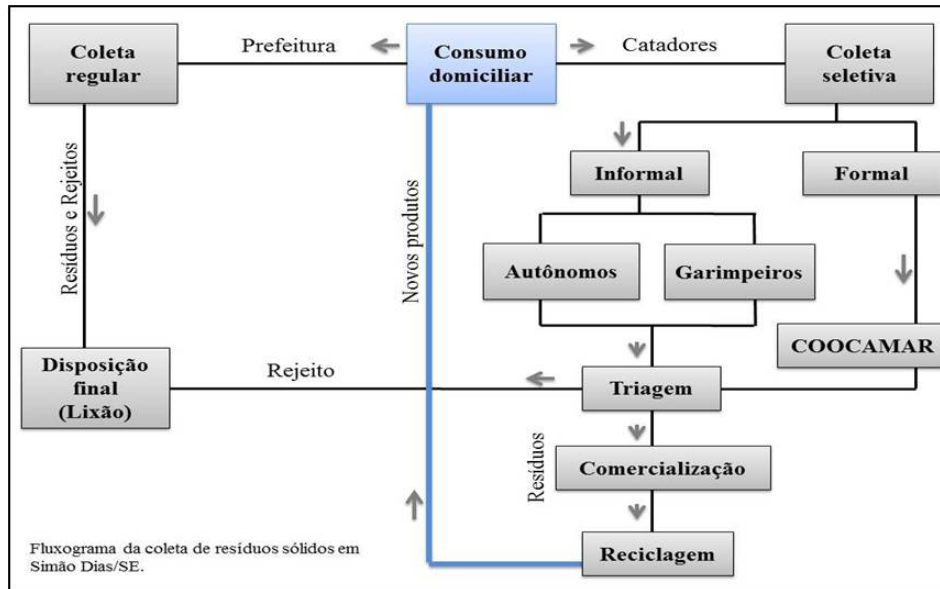 Coleta
regular
Prefeitura
Consumo
domiciliar
Catadores
Coleta
seletiva
Informal
Formal
Resíduos e Rejeitos
Novos produtos
Autônomos
Garimpeiros
COOCAMAR
Disposição
final
(Lixão)
Rejeito
Triagem
Resíduos
Comercialização
Reciclagem
Fluxograma da coleta de resíduos sólidos em
Simão Dias/SE.